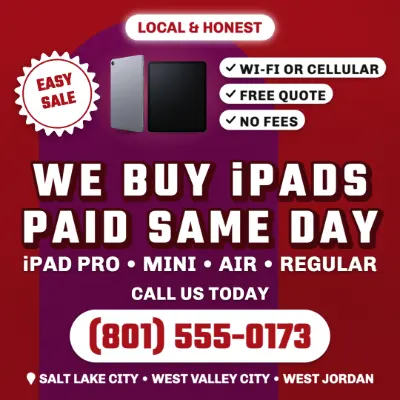 LOCAL & HONEST
EASY
SALE
WI-FI OR CELLULAR
FREE QUOTE
NO FEES
WE BUY iPADS
PAID SAME DAY
iPAD PRO • MINI • AIR • REGULAR
CALL US TODAY
(801) 555-0173
SALT LAKE CITY • WEST VALLEY CITY • WEST JORDAN